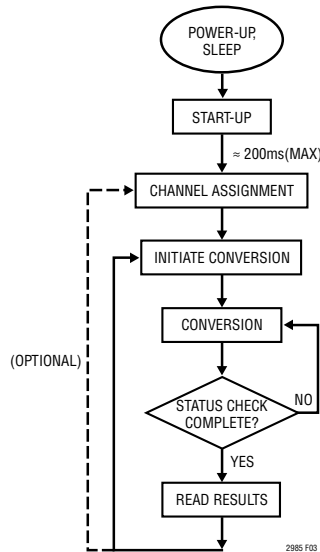 POWER-UP,
SLEEP
START-UP
≈ 200ms(MAX)
CHANNEL ASSIGNMENT
INITIATE CONVERSION
CONVERSION
(OPTIONAL)
STATUS CHECK
COMPLETE?
NO
YES
READ RESULTS
2985 F03